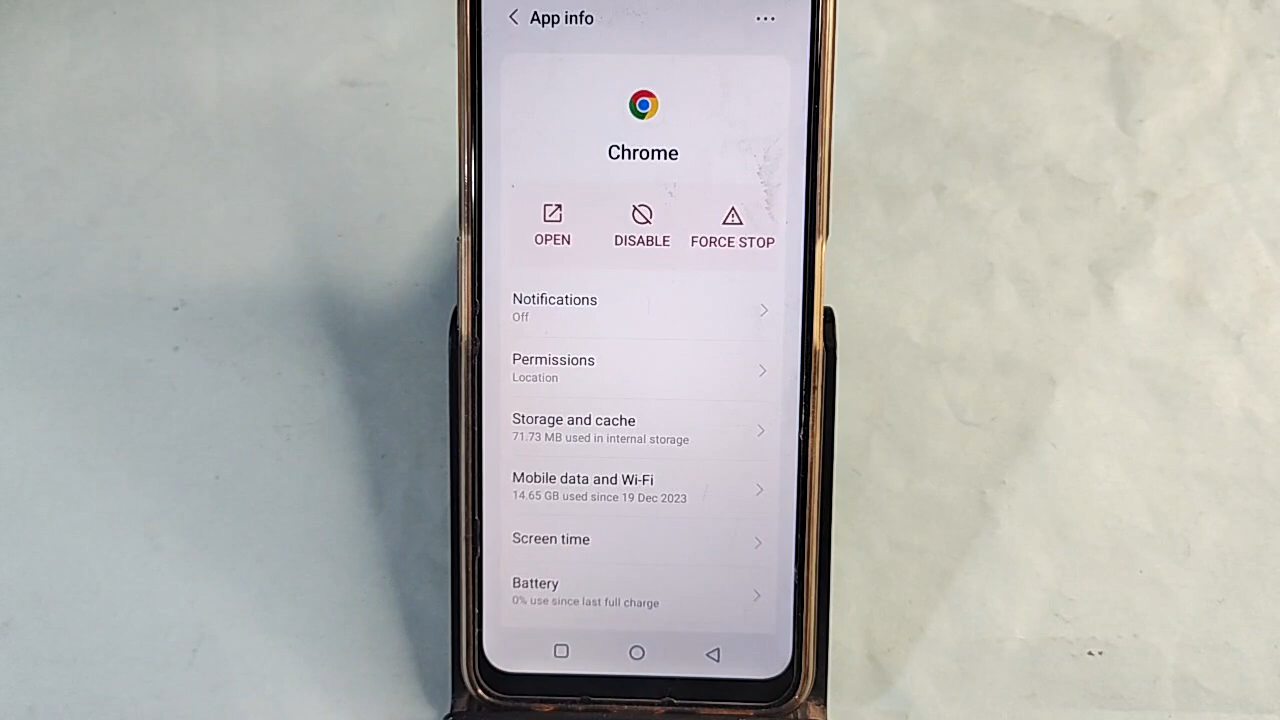 App info
Chrome
OPEN
DISABLE
FORCE STOP
Notifications
Off
Permissions
Location
Storage and cache
71.73 MB used in internal storage
Mobile data and Wi-Fi
14.65 GB used since 19 Dec 2023
Screen time
Battery
0% use since last full charge